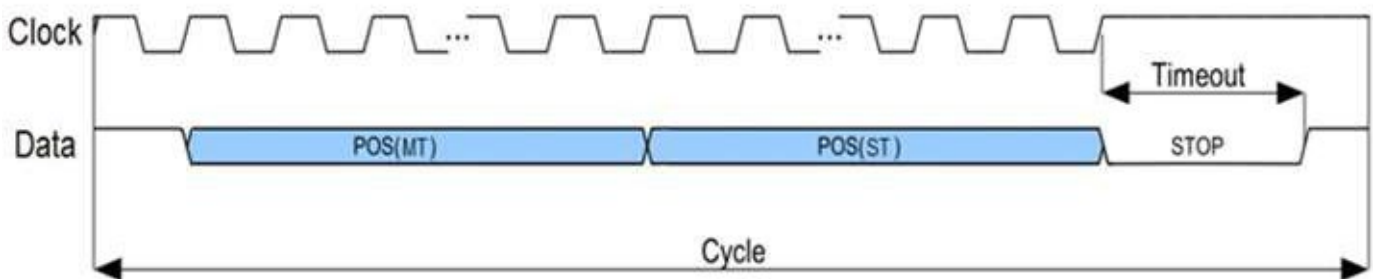 Clock
...
...
Timeout
Data
POS(MT)
POS(ST)
STOP
Cycle